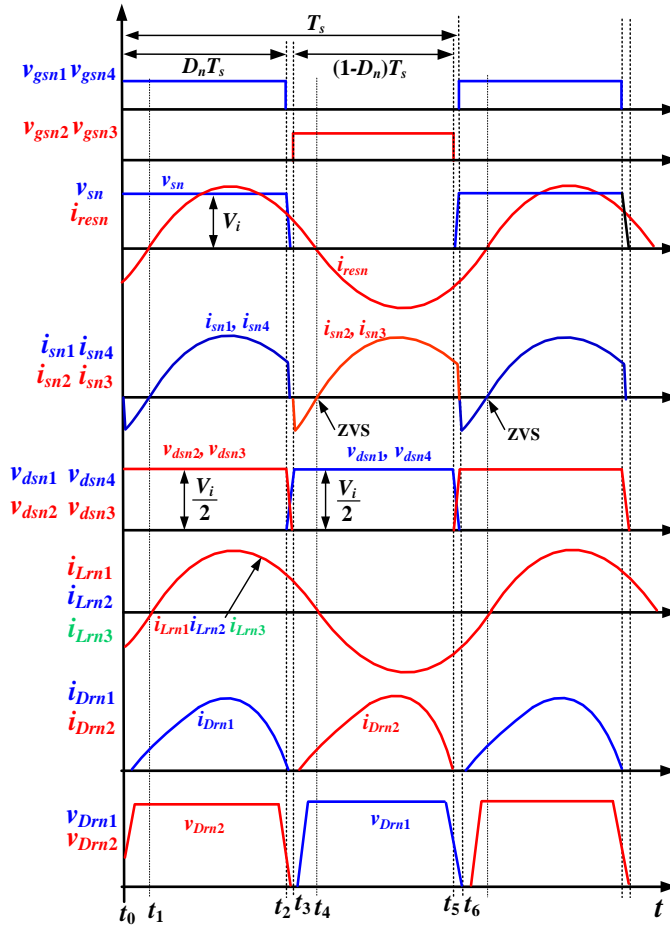 T_s
D_nT_s (1-D_n)T_s
v_gsn1 v_gsn4
v_gsn2 v_gsn3
v_sn v_sn
i_resn V_i
i_resn
i_sn1, i_sn4 i_sn2, i_sn3
i_sn1 i_sn4
i_sn2 i_sn3
ZVS ZVS
v_dsn2, v_dsn3 v_dsn1, v_dsn4
v_dsn1 v_dsn4 V_i/2 V_i/2
v_dsn2 v_dsn3
i_Lrn1
i_Lrn2
i_Lrn3 i_Lrn1 i_Lrn2 i_Lrn3
i_Drn1
i_Drn2 i_Drn1 i_Drn2
v_Drn1
v_Drn2 v_Drn2 v_Drn1
t_0 t_1 t_2 t_3 t_4 t_5 t_6 t